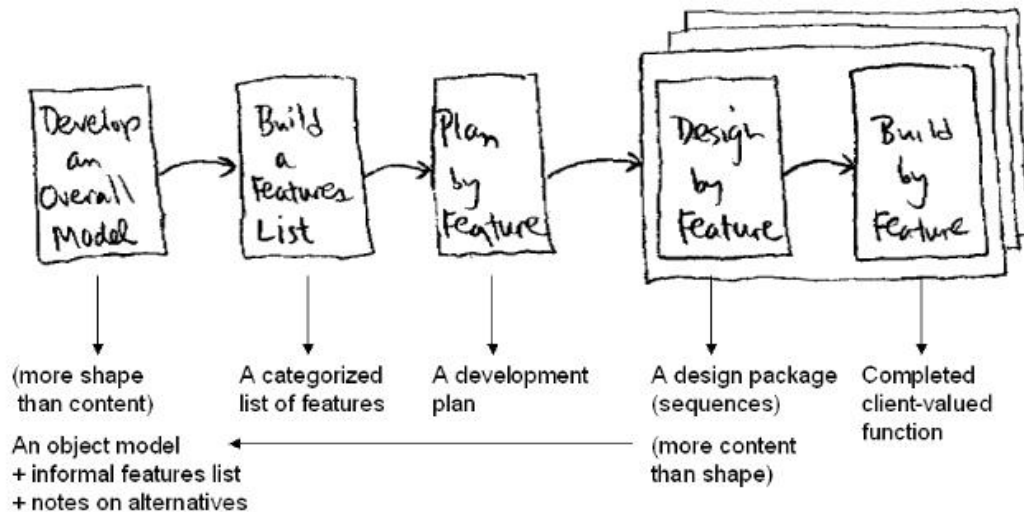 Develop
an
Overall
Model
Build
a
Features
List
Plan
by
Feature
Design
by
Feature
Build
by
Feature
(more shape
than content)
An object model
+ informal features list
+ notes on alternatives
A categorized
list of features
A development
plan
A design package
(sequences)
(more content
than shape)
Completed
client-valued
function